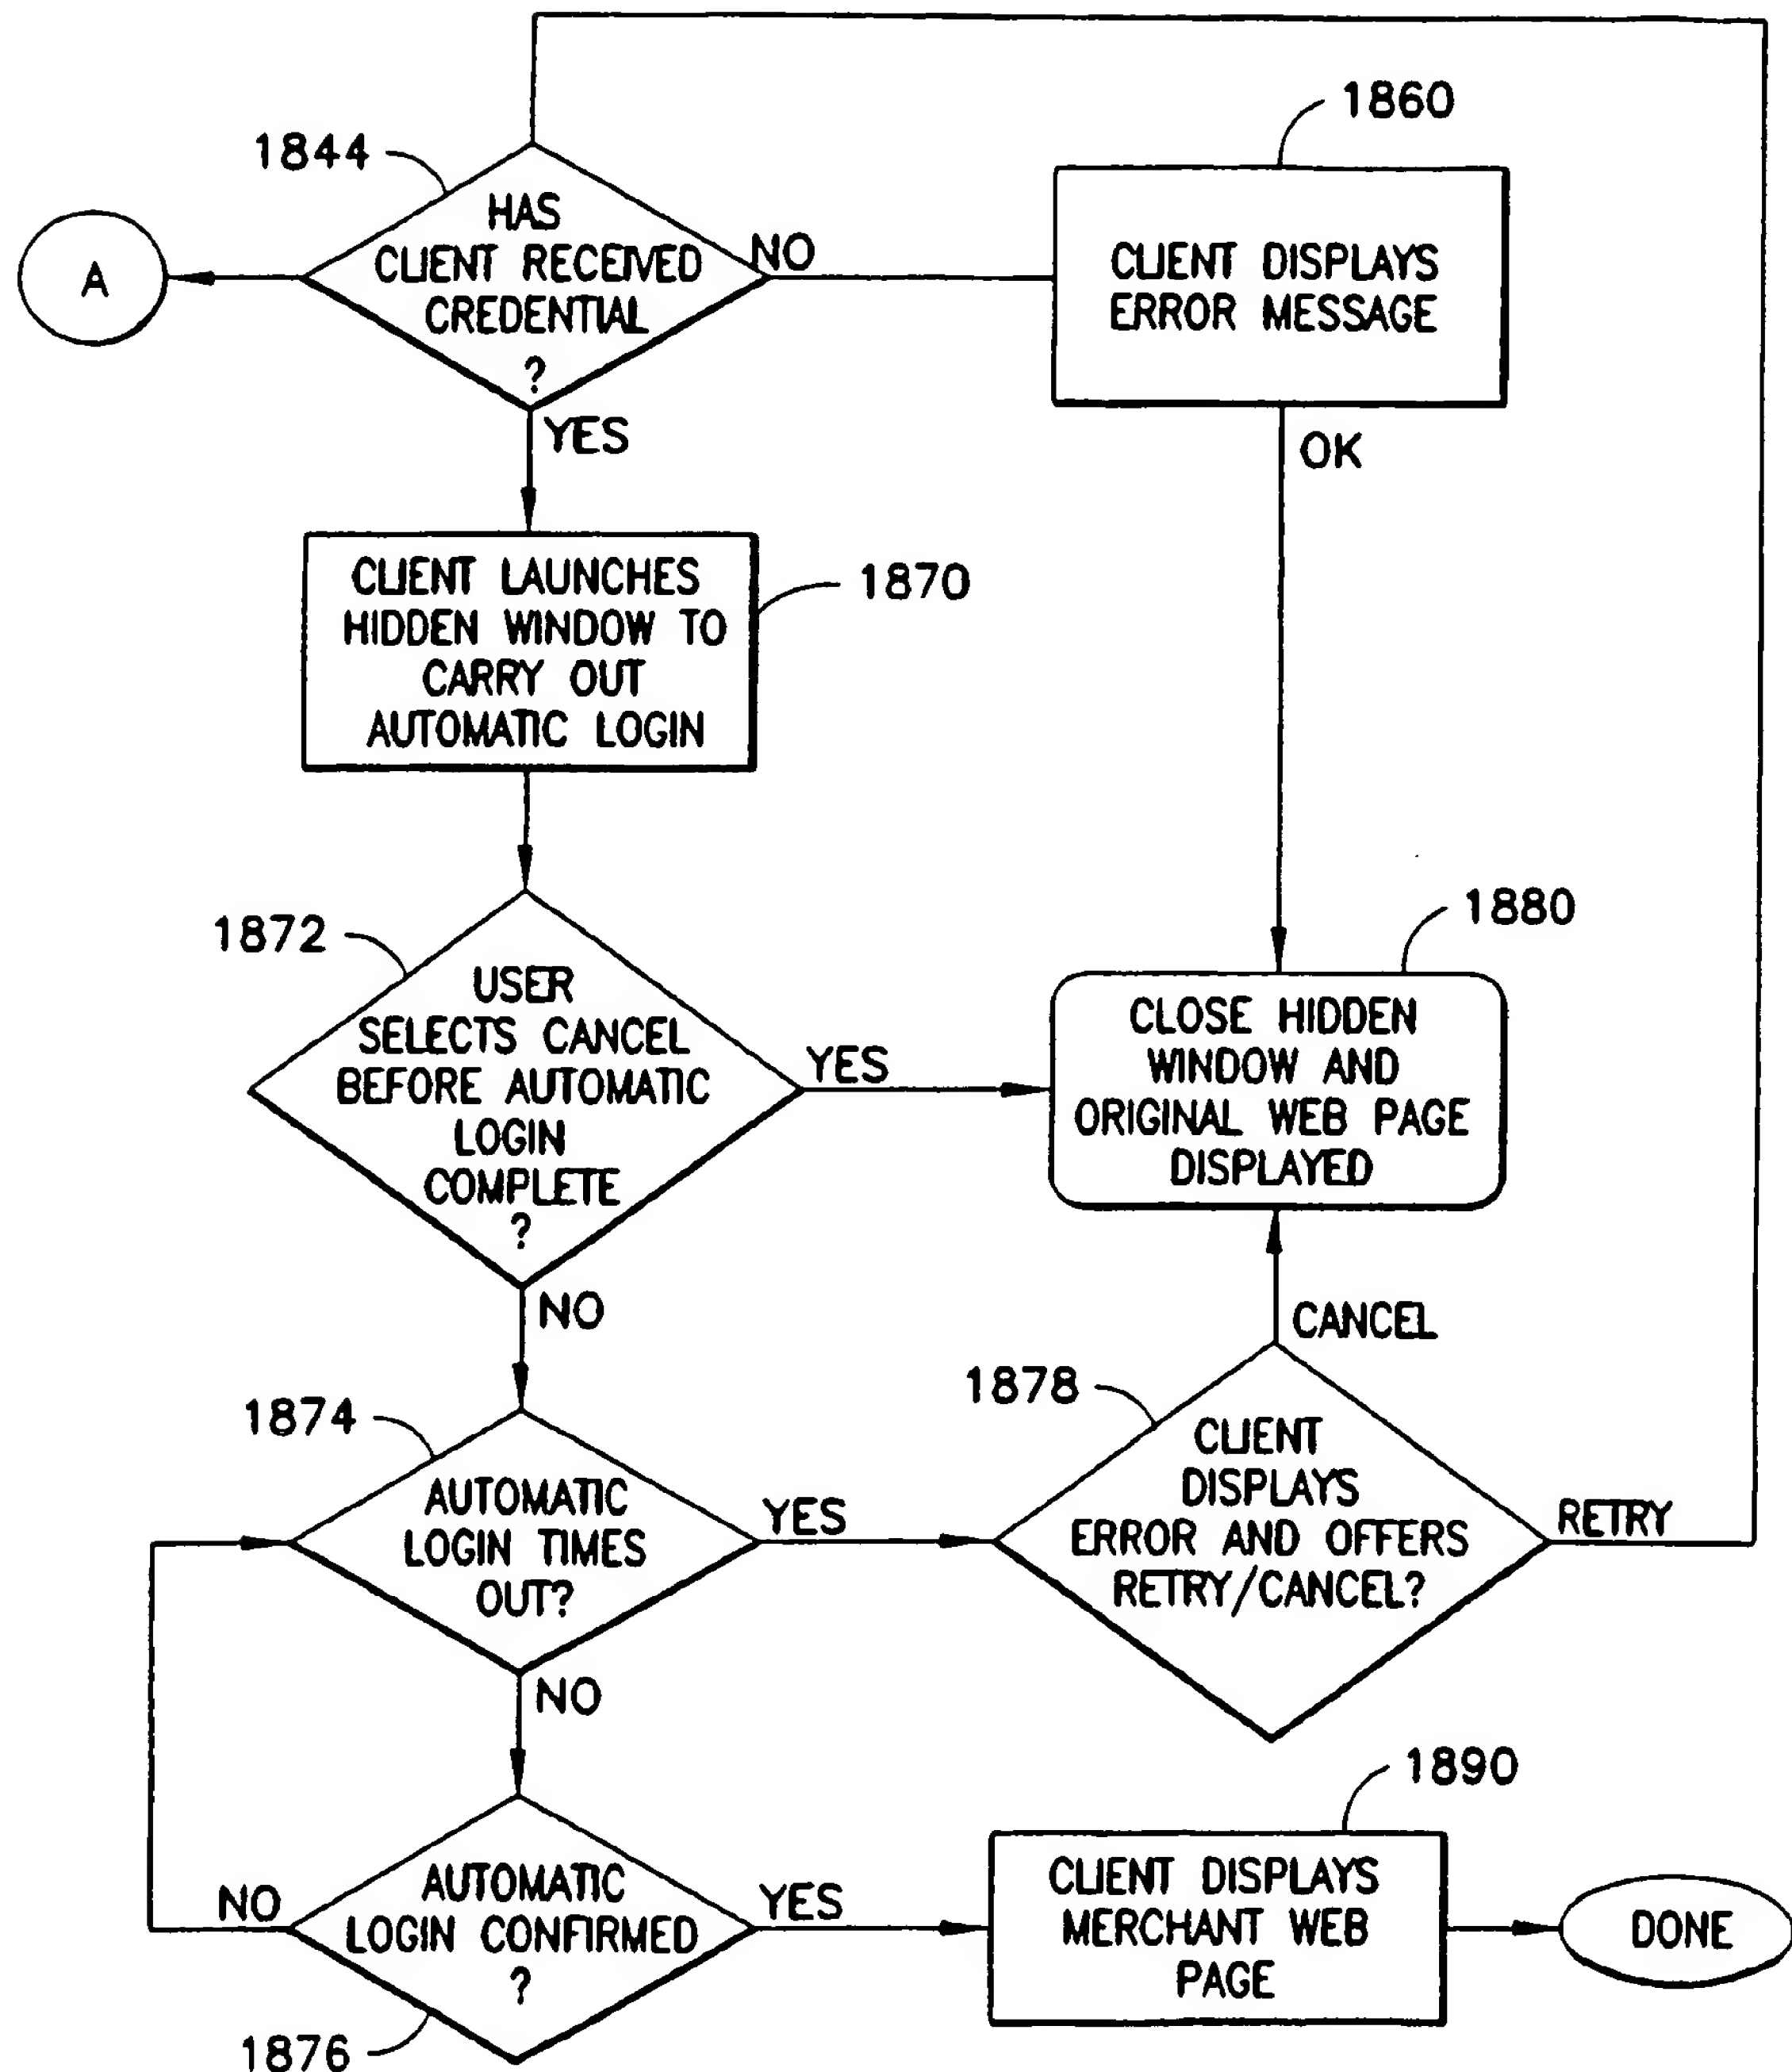 1844
HAS
CLIENT RECEIVED
CREDENTIAL
?
A
NO
YES
1860
CLIENT DISPLAYS
ERROR MESSAGE
OK
CLIENT LAUNCHES
HIDDEN WINDOW TO
CARRY OUT
AUTOMATIC LOGIN
1870
1872
USER
SELECTS CANCEL
BEFORE AUTOMATIC
LOGIN
COMPLETE
?
YES
NO
1880
CLOSE HIDDEN
WINDOW AND
ORIGINAL WEB PAGE
DISPLAYED
CANCEL
1874
AUTOMATIC
LOGIN TIMES
OUT?
YES
NO
1878
CLIENT
DISPLAYS
ERROR AND OFFERS
RETRY/CANCEL?
RETRY
NO
AUTOMATIC
LOGIN CONFIRMED
?
YES
1876
1890
CLIENT DISPLAYS
MERCHANT WEB
PAGE
DONE